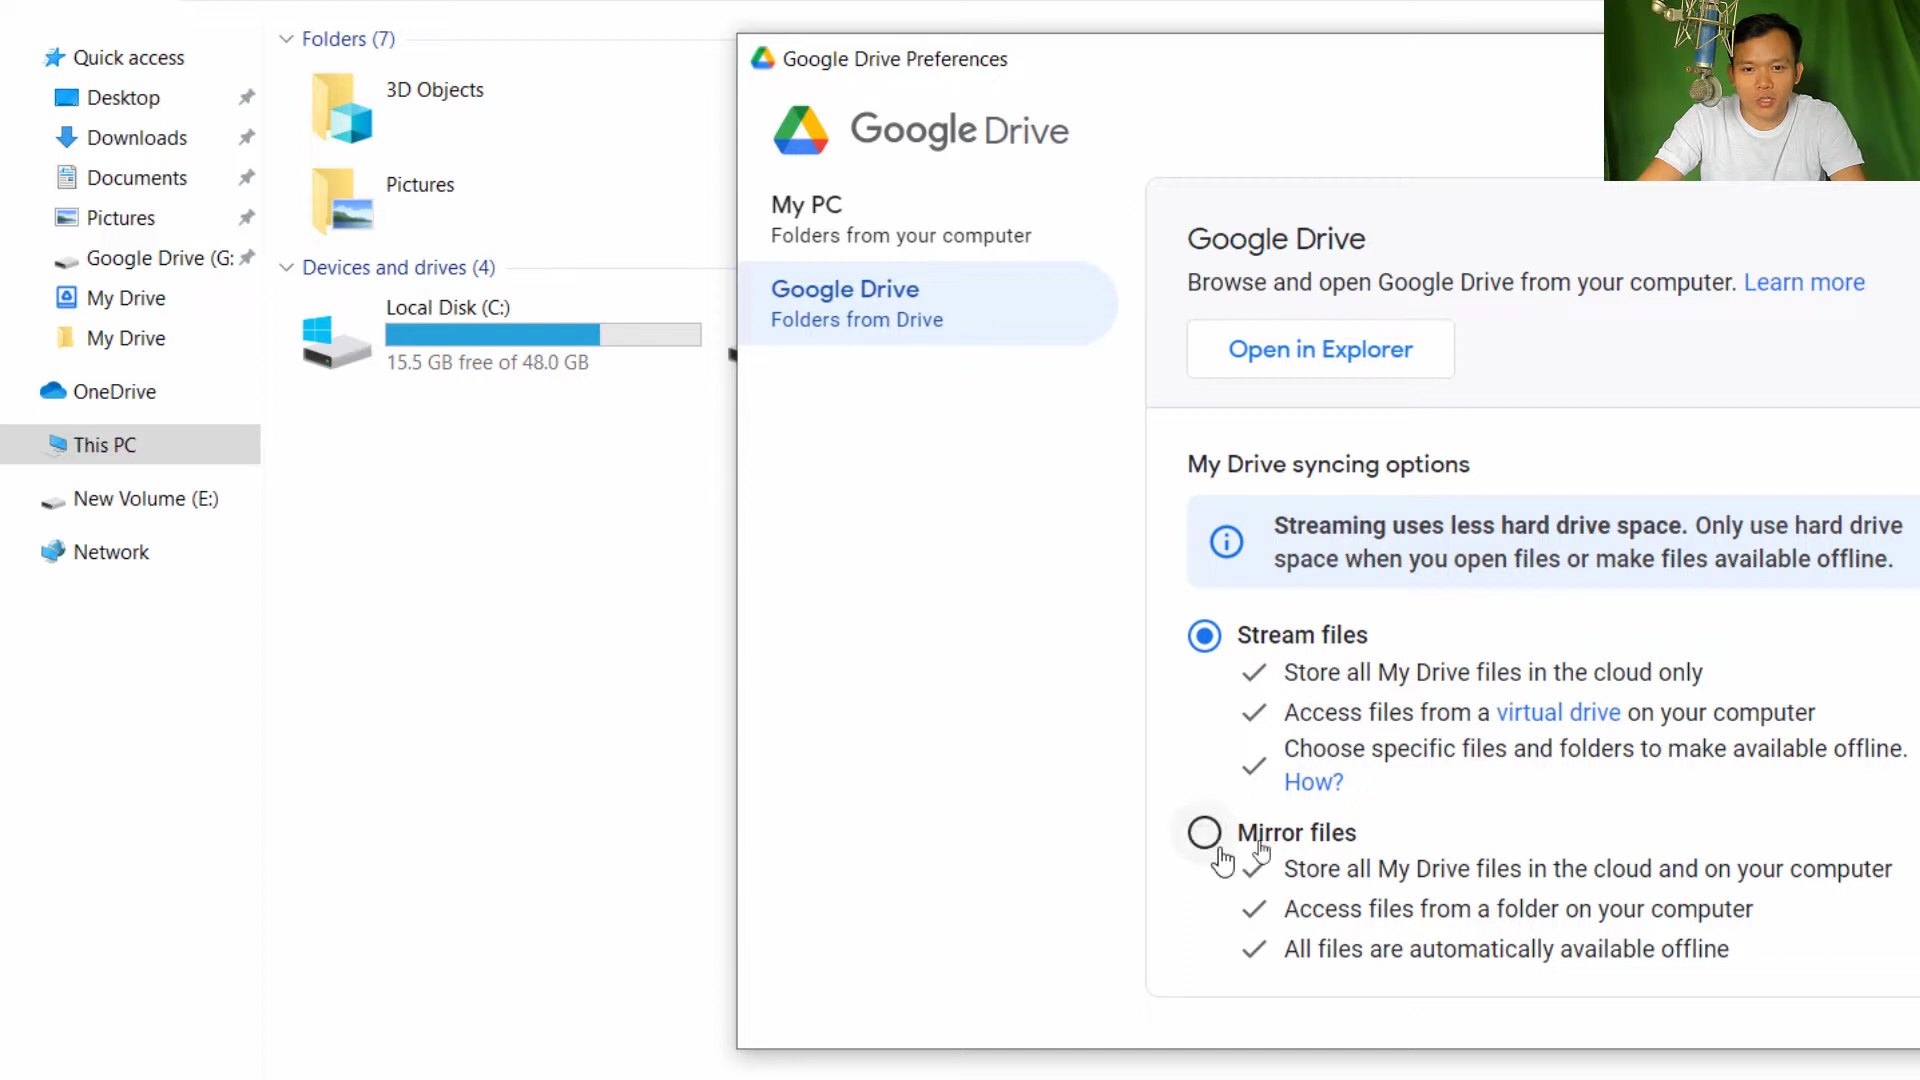 Quick access
Desktop
Downloads
Documents
Pictures
Google Drive (G:
My Drive
My Drive
OneDrive
This PC
New Volume (E:)
Network
Folders (7)
3D Objects
Pictures
Devices and drives (4)
Local Disk (C:)
15.5 GB free of 48.0 GB
Google Drive Preferences
Google Drive
My PC
Folders from your computer
Google Drive
Folders from Drive
Google Drive
Browse and open Google Drive from your computer. Learn more
Open in Explorer
My Drive syncing options
Streaming uses less hard drive space. Only use hard drive
space when you open files or make files available offline.
Stream files
Store all My Drive files in the cloud only
Access files from a virtual drive on your computer
Choose specific files and folders to make available offline.
How?
Mirror files
Store all My Drive files in the cloud and on your computer
Access files from a folder on your computer
All files are automatically available offline